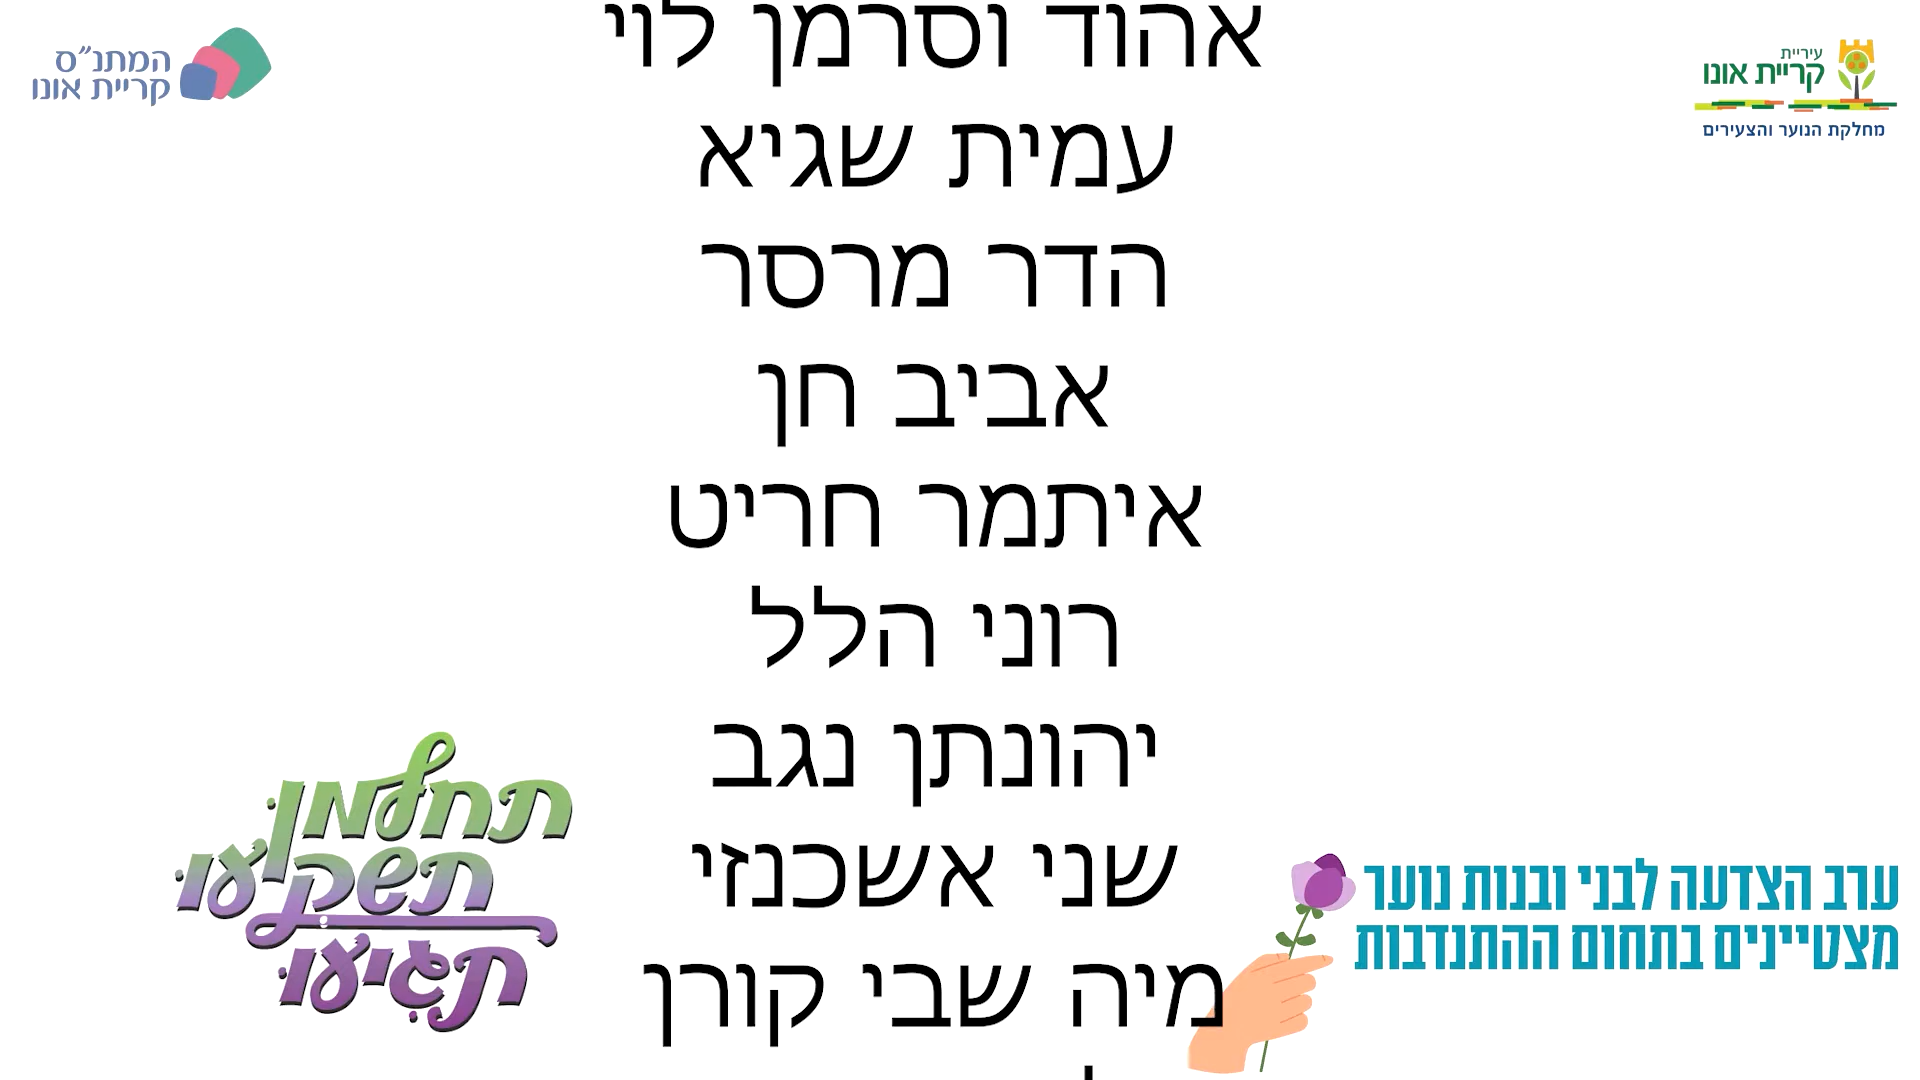 המתנ"ס
קריית אונו
עיריית
קריית אונו
מחלקת הנוער והצעירים
אהוד וסרמן לוי
עמית שגיא
הדר מרסר
אביב חן
איתמר חריט
רוני הלל
יהונתן נגב
שני אשכנזי
מיה שבי קורן
תחלמו
תשקיעו
תגיעו
ערב הצדעה לבני ובנות נוער
מצטיינים בתחום ההתנדבות